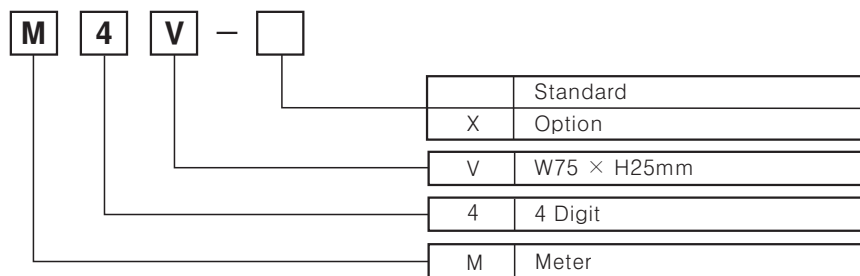 M 4 V –
Standard
X Option
V W75 × H25mm
4 4 Digit
M Meter